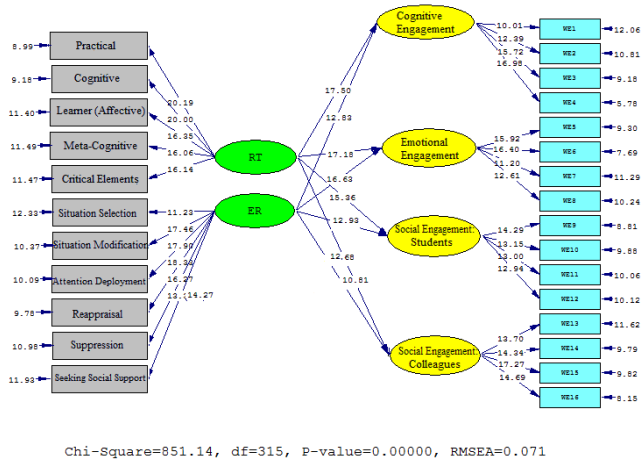 Cognitive
Engagement
10.01
WE1
12.06
12.39
WE2
10.81
15.72
WE3
9.18
16.98
WE4
5.78
8.99
Practical
9.18
Cognitive
11.40
Learner (Affective)
11.49
Meta-Cognitive
11.47
Critical Elements
20.19
20.00
16.35
16.06
16.14
RT
17.50
12.83
17.18
16.63
15.36
12.93
12.68
10.81
Emotional
Engagement
15.92
WE5
9.30
16.40
WE6
7.69
11.20
WE7
11.29
12.61
WE8
10.24
ER
12.33
Situation Selection
10.37
Situation Modification
10.09
Attention Deployment
9.78
Reappraisal
10.98
Suppression
11.93
Seeking Social Support
11.23
17.46
17.90
16.27
14.27
Social Engagement:
Students
14.29
WE9
8.81
13.15
WE10
9.88
13.00
WE11
10.06
12.94
WE12
10.12
Social Engagement:
Colleagues
13.70
WE13
11.62
14.34
WE14
9.79
17.27
WE15
9.82
14.69
WE16
8.15
Chi-Square=851.14, df=315, P-value=0.00000, RMSEA=0.071